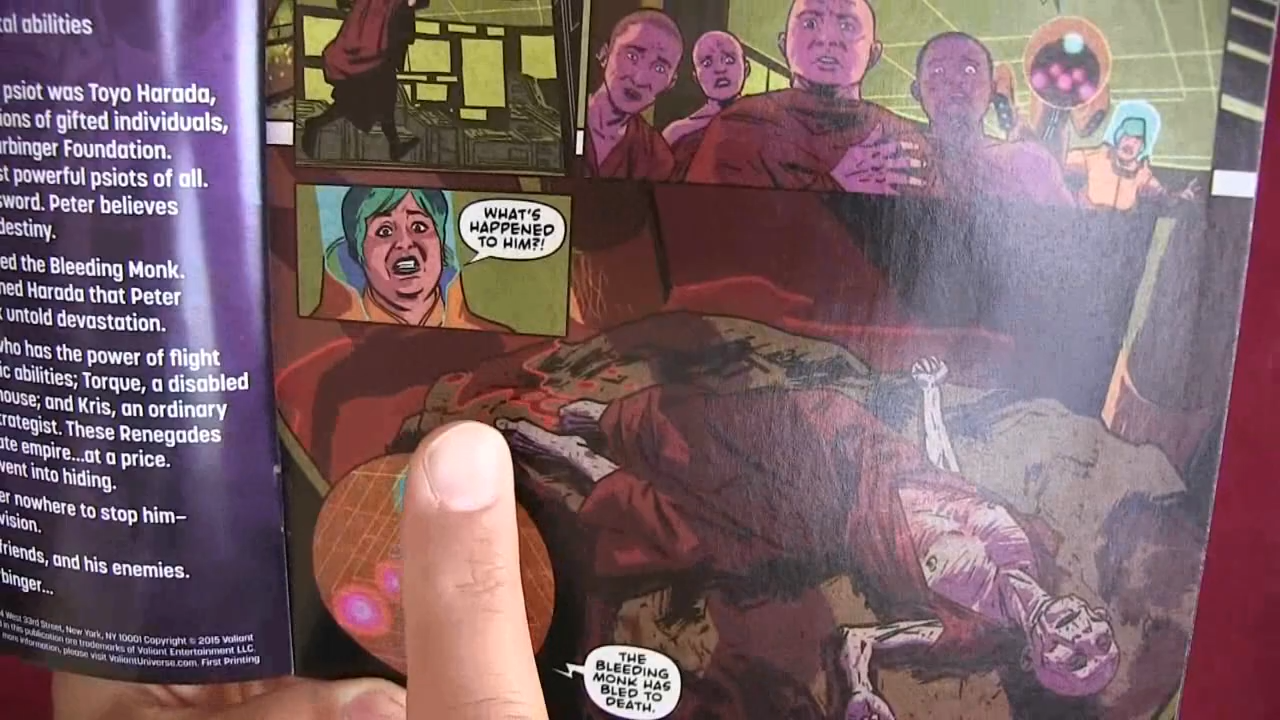 al abilities
psiot was Toyo Harada,
ions of gifted individuals,
rbinger Foundation.
st powerful psiots of all.
sword. Peter believes
destiny.
ed the Bleeding Monk.
ned Harada that Peter
untold devastation.
who has the power of flight
ic abilities; Torque, a disabled
house; and Kris, an ordinary
trategist. These Renegades
ate empire...at a price.
went into hiding.
er nowhere to stop him—
vision.
friends, and his enemies.
binger...
West 33rd Street, New York, NY 10001 Copyright © 2015 Valiant
in this publication are trademarks of Valiant Entertainment LLC.
more information, please visit ValiantUniverse.com. First Printing
WHAT'S
HAPPENED
TO HIM?!
THE
BLEEDING
MONK HAS
BLED TO
DEATH.